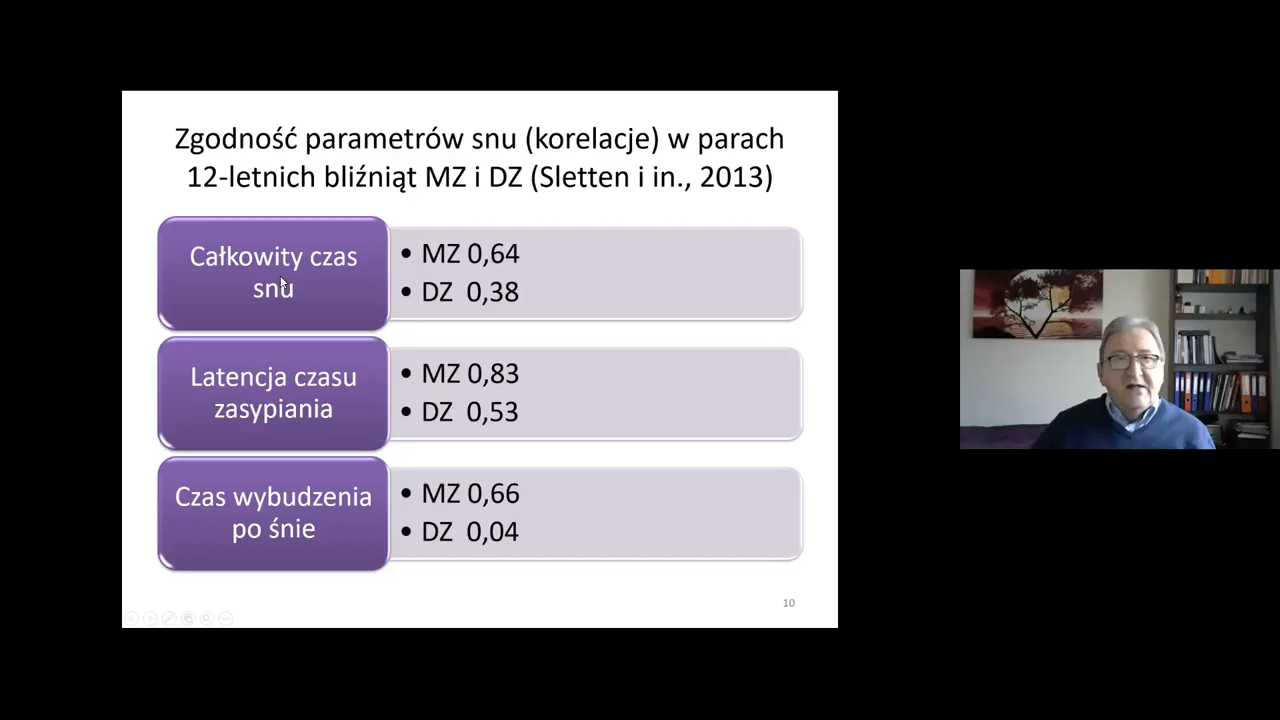 Zgodność parametrów snu (korelacje) w parach
12-letnich bliźniąt MZ i DZ (Sletten i in., 2013)
Całkowity czas
snu
• MZ 0,64
• DZ 0,38
Latencja czasu
zasypiania
• MZ 0,83
• DZ 0,53
Czas wybudzenia
po śnie
• MZ 0,66
• DZ 0,04
10